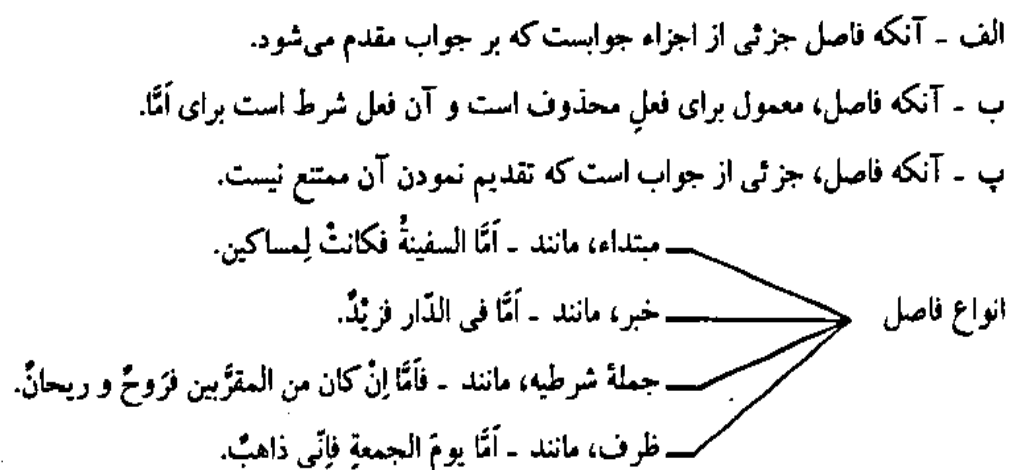 الف - آنکه فاصل جزئی از اجزاء جوابست که بر جواب مقدم می‌شود.
ب - آنکه فاصل، معمول برای فعلِ محذوف است و آن فعل شرط است برای اَمَّا.
پ - آنکه فاصل، جزئی از جواب است که تقدیم نمودن آن ممتنع نیست.
انواع فاصل
مبتداء، مانند - اَمَّا السفینةُ فکانتْ لِمساکین.
خبر، مانند - اَمَّا فی الدّار فزیْدٌ.
جملهٔ شرطیه، مانند - فاَمَّا اِنْ کان من المقرَّبین فرَوحٌ و ریحانٌ.
ظرف، مانند - اَمَّا یومَ الجمعةِ فاِنّی ذاهبٌ.